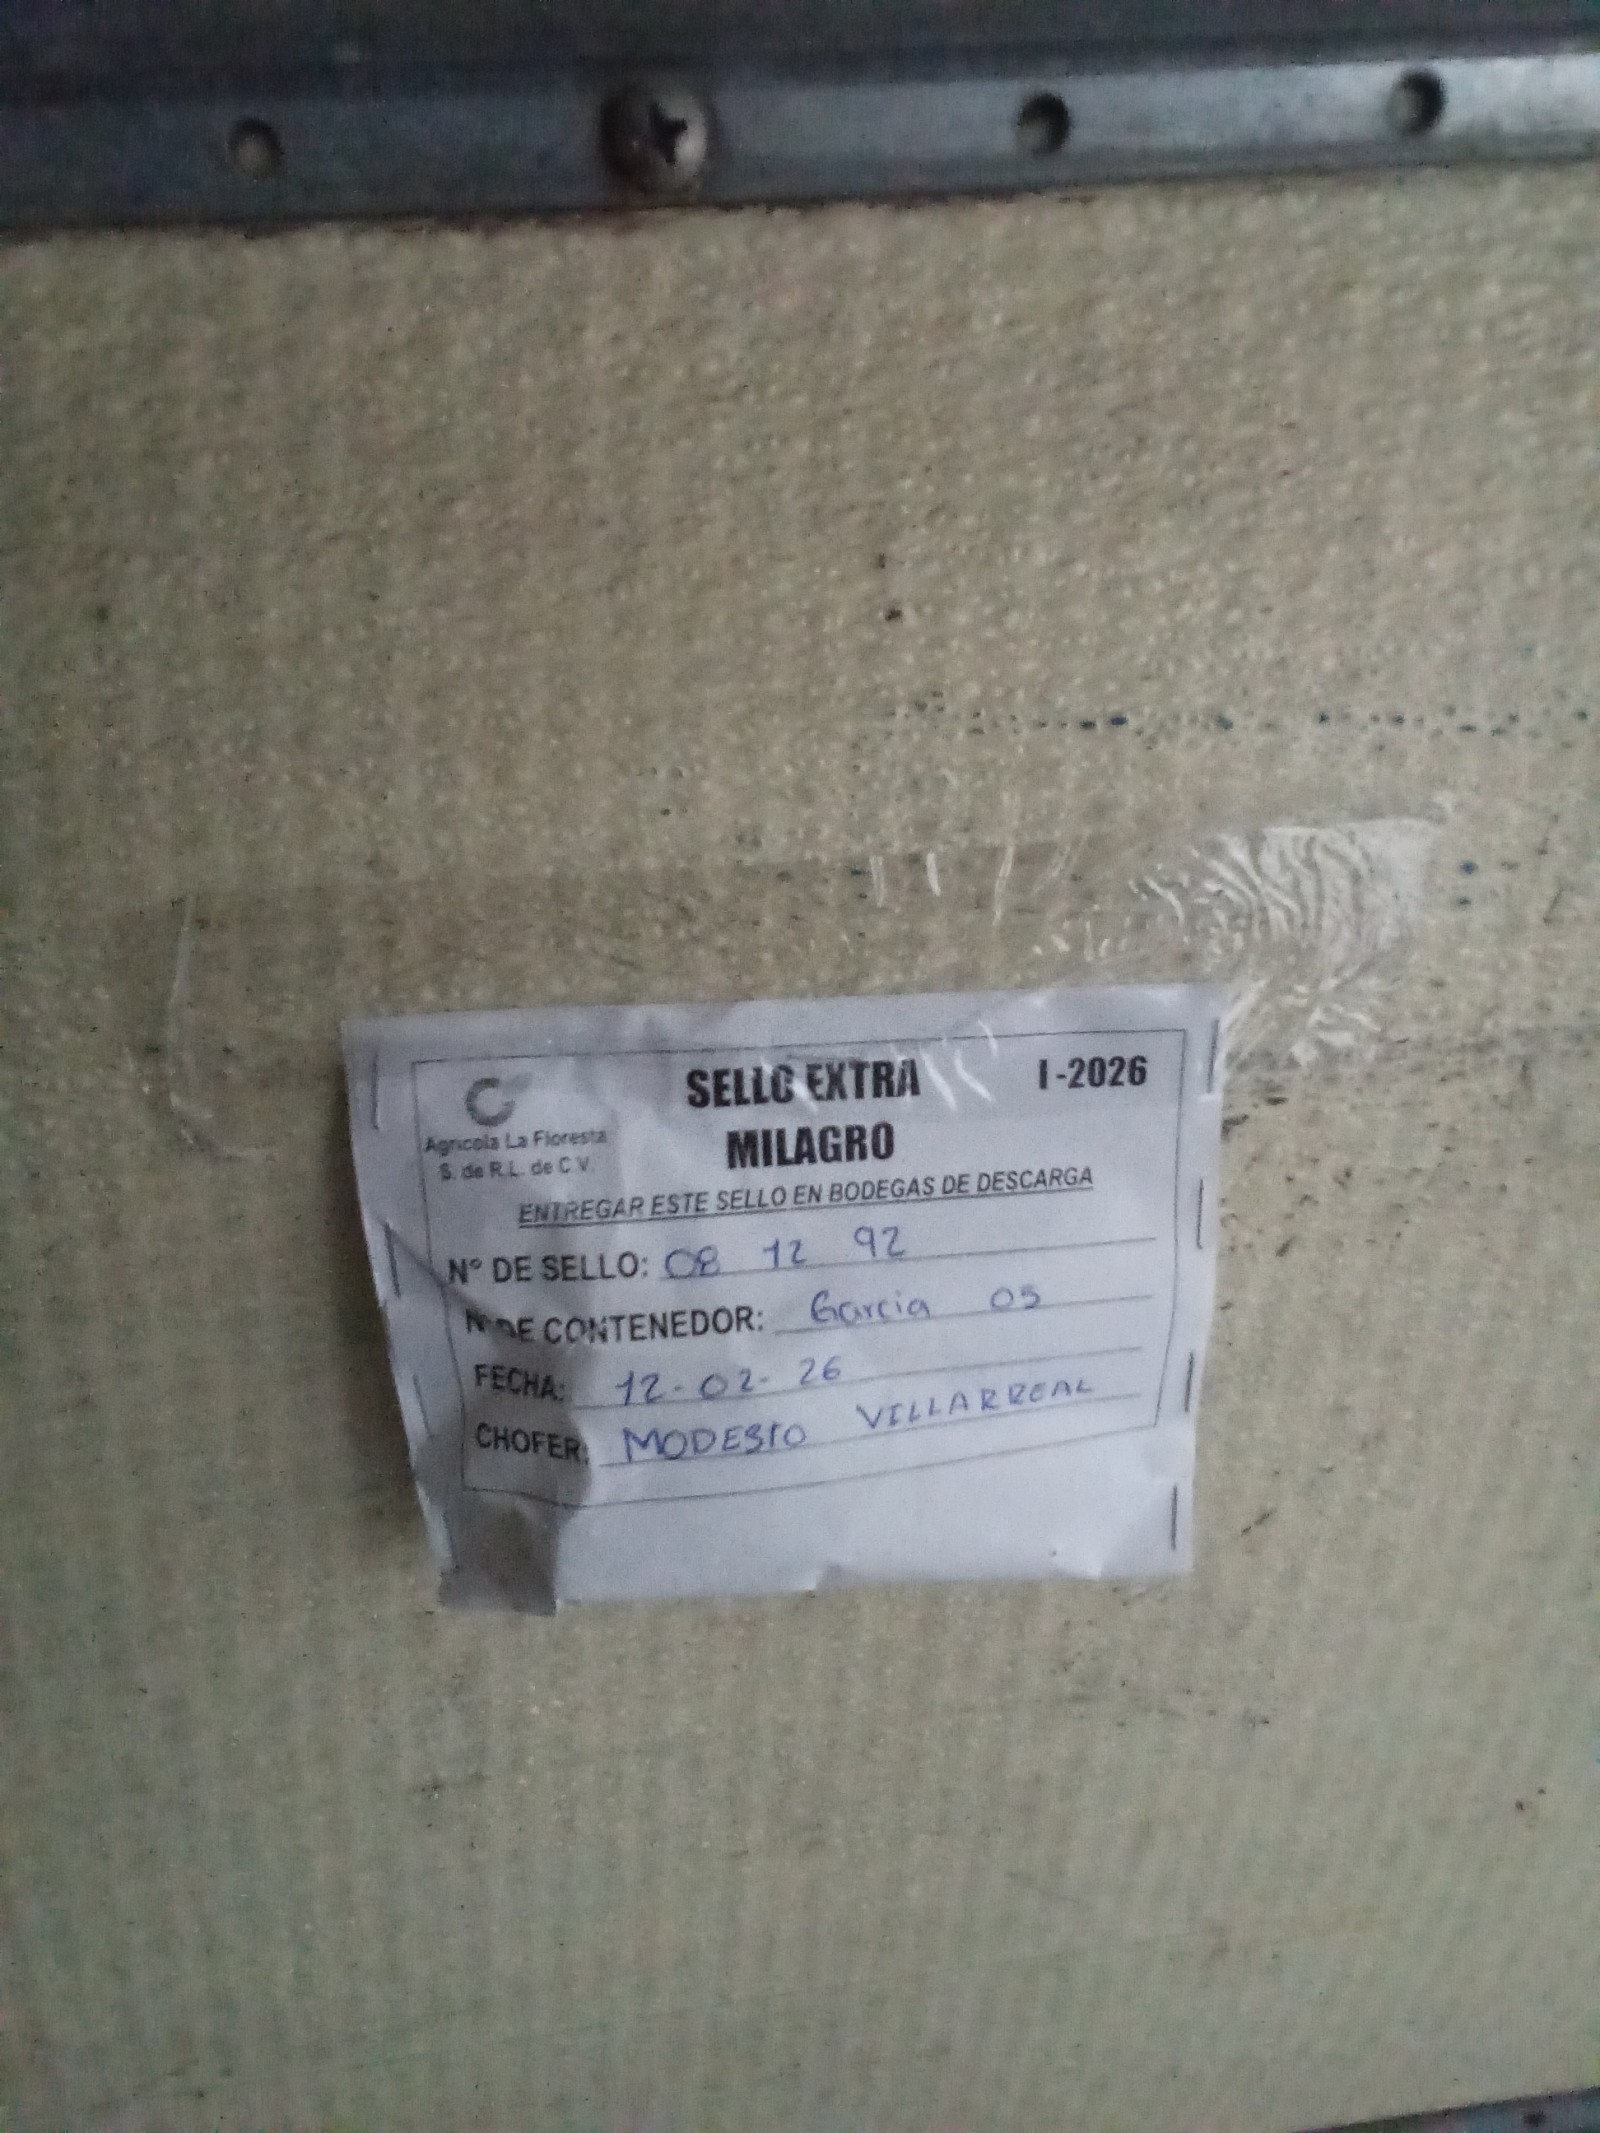 SELLO EXTRA I-2026
MILAGRO
Agrícola La Floresta
S. de R.L. de C.V.
ENTREGAR ESTE SELLO EN BODEGAS DE DESCARGA
N° DE SELLO: 08 12 92
N° DE CONTENEDOR: Garcia 05
FECHA: 12-02-26
CHOFER: MODESTO VILLARREAL